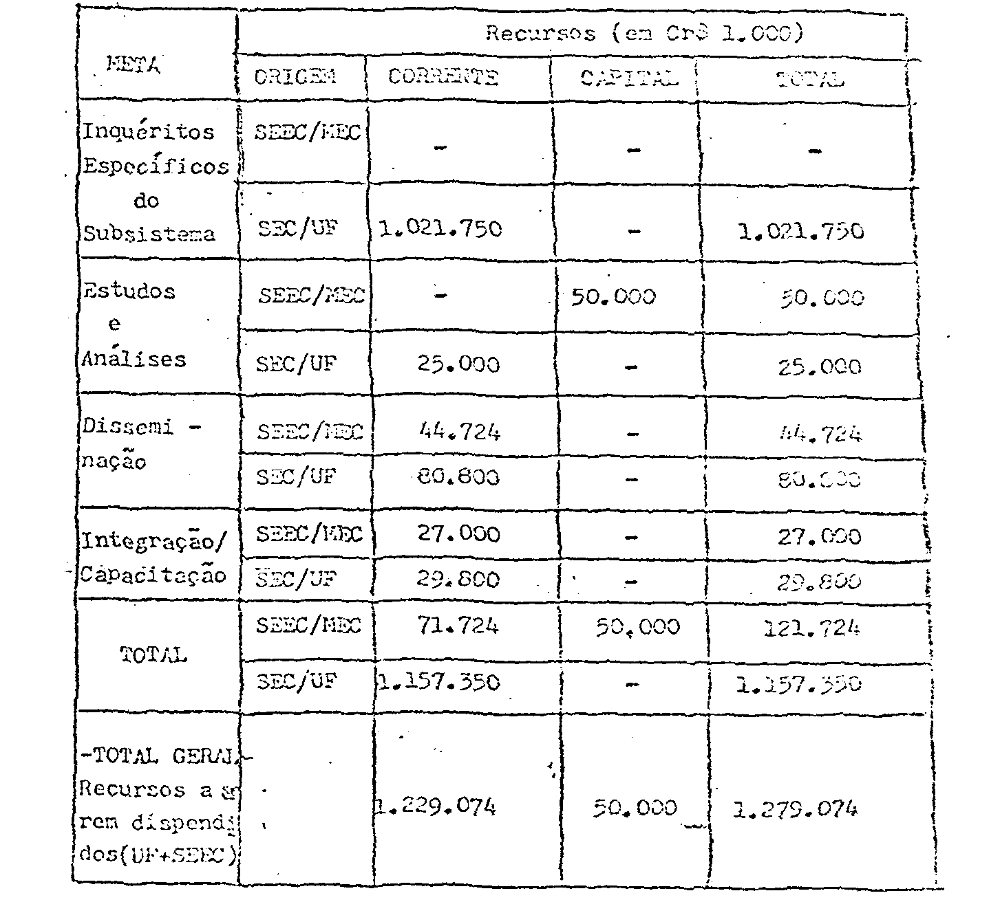 Recursos (em Cr$ 1.000)
META
ORIGEM CORRENTE CAPITAL TOTAL
Inquéritos SEEC/MEC - - -
Específicos
do
Subsistema SEC/UF 1.021.750 - 1.021.750
Estudos SEEC/MEC - 50.000 50.000
e
Análises SEC/UF 25.000 - 25.000
Dissemi - SEEC/MEC 44.724 - 44.724
nação SEC/UF 80.800 - 80.800
Integração/ SEEC/MEC 27.000 - 27.000
Capacitação SEC/UF 29.800 - 29.800
SEEC/MEC 71.724 50.000 121.724
TOTAL
SEC/UF 1.157.350 - 1.157.350
-TOTAL GERAL-
Recursos a se
rem dispendi 1.229.074 50.000 1.279.074
dos(UF+SEEC)